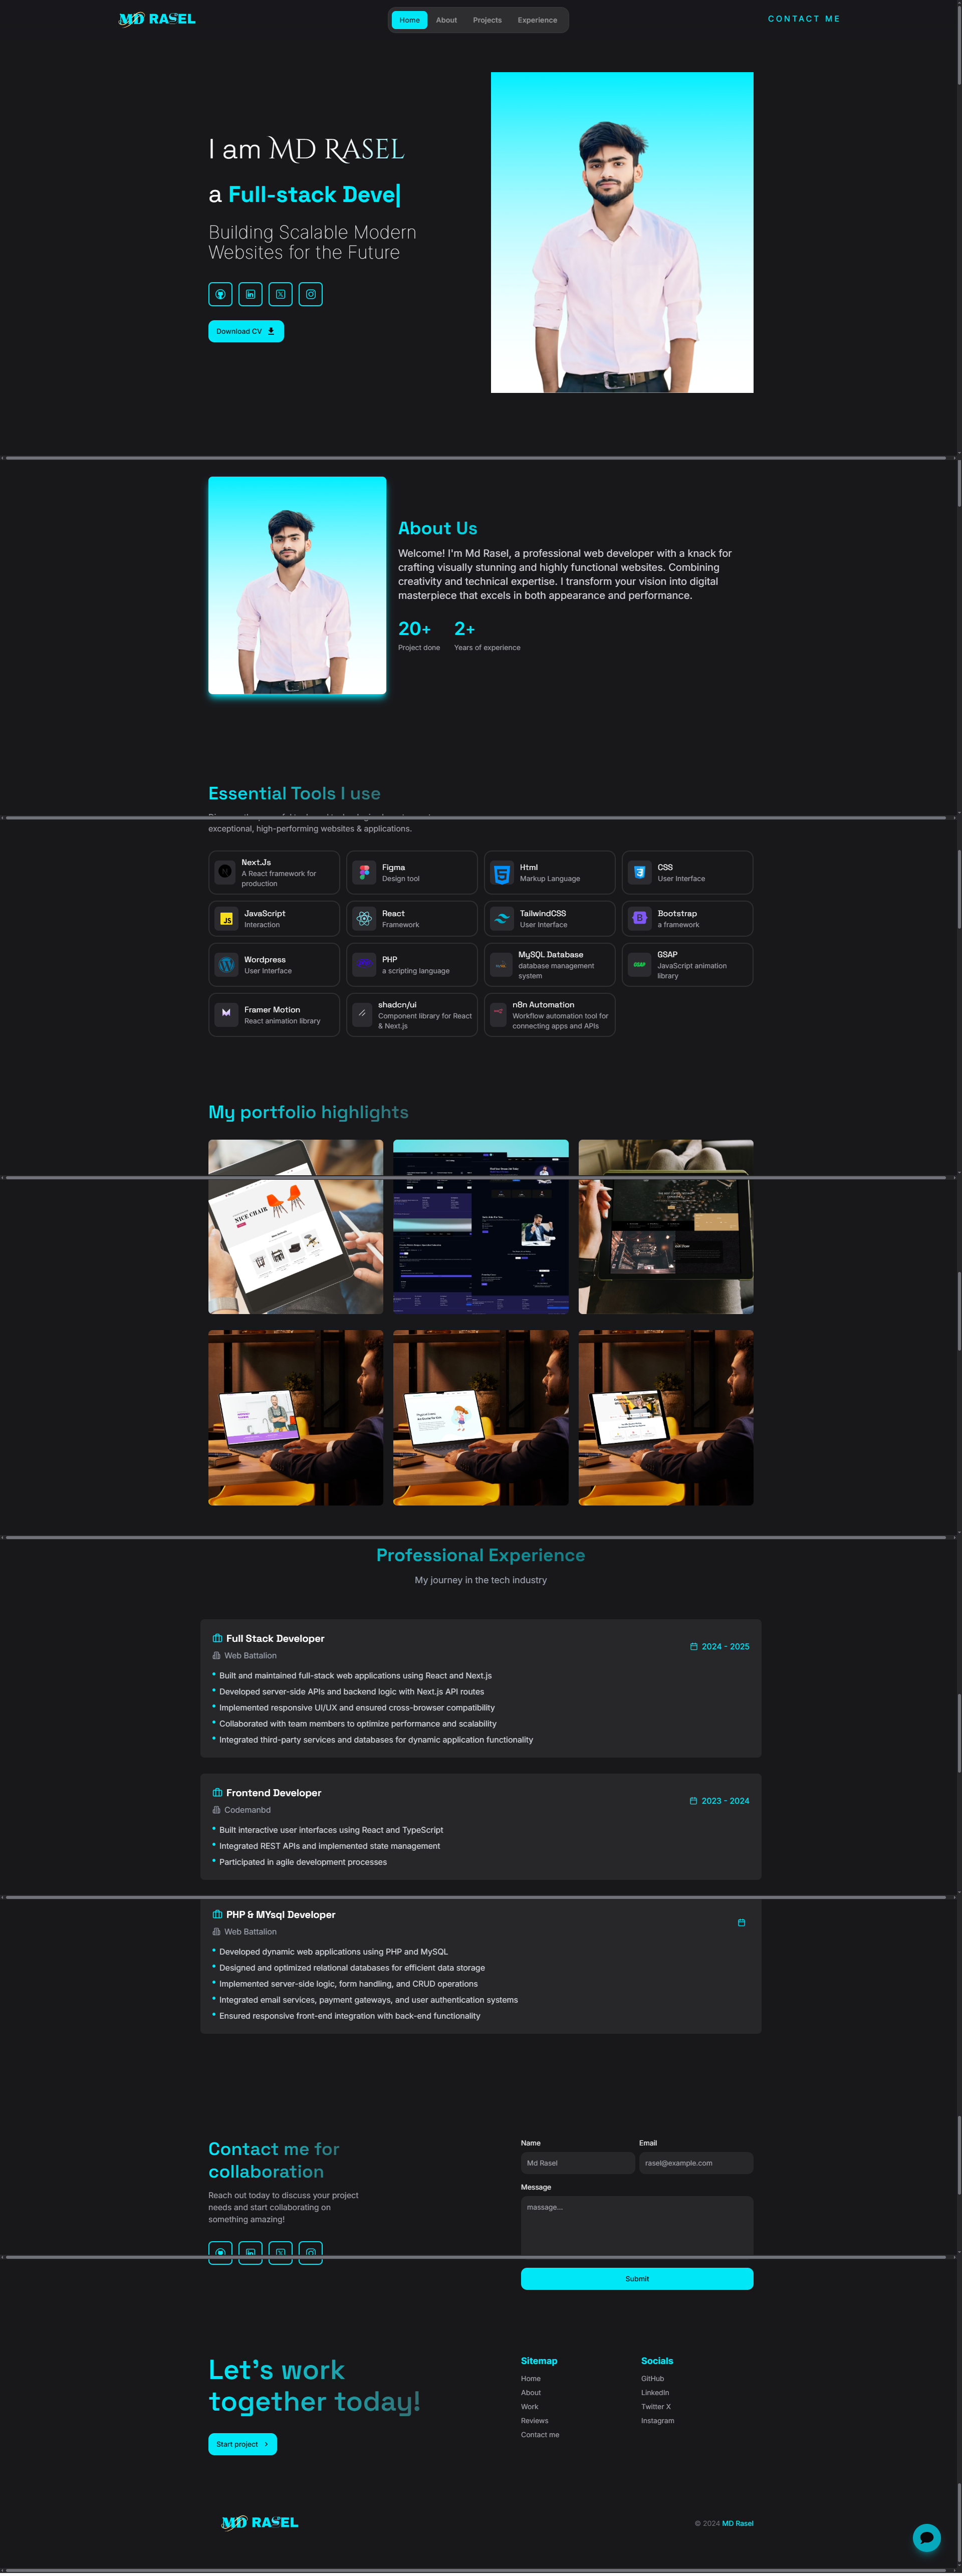 MD RASEL
Home
About
Projects
Experience
CONTACT ME
I am MD RASEL
a Full-stack Deve|
Building Scalable Modern
Websites for the Future
Download CV
About Us
Welcome! I'm Md Rasel, a professional web developer with a knack for
crafting visually stunning and highly functional websites. Combining
creativity and technical expertise. I transform your vision into digital
masterpiece that excels in both appearance and performance.
20+
2+
Project done
Years of experience
Essential Tools I use
exceptional, high-performing websites & applications.
Next.Js
A React framework for
production
Figma
Design tool
Html
Markup Language
CSS
User Interface
JavaScript
Interaction
React
Framework
TailwindCSS
User Interface
Bootstrap
a framework
Wordpress
User Interface
PHP
a scripting language
MySQL Database
database management
system
GSAP
JavaScript animation
library
Framer Motion
React animation library
shadcn/ui
Component library for React
& Next.js
n8n Automation
Workflow automation tool for
connecting apps and APIs
My portfolio highlights
NICE CHAIR
Professional Experience
My journey in the tech industry
Full Stack Developer
2024 - 2025
Web Battalion
Built and maintained full-stack web applications using React and Next.js
Developed server-side APIs and backend logic with Next.js API routes
Implemented responsive UI/UX and ensured cross-browser compatibility
Collaborated with team members to optimize performance and scalability
Integrated third-party services and databases for dynamic application functionality
Frontend Developer
2023 - 2024
Codemanbd
Built interactive user interfaces using React and TypeScript
Integrated REST APIs and implemented state management
Participated in agile development processes
PHP & MYsql Developer
Web Battalion
Developed dynamic web applications using PHP and MySQL
Designed and optimized relational databases for efficient data storage
Implemented server-side logic, form handling, and CRUD operations
Integrated email services, payment gateways, and user authentication systems
Ensured responsive front-end integration with back-end functionality
Contact me for
collaboration
Reach out today to discuss your project
needs and start collaborating on
something amazing!
Name
Email
Md Rasel
rasel@example.com
Message
massage...
Submit
Let's work
together today!
Start project
Sitemap
Home
About
Work
Reviews
Contact me
Socials
GitHub
LinkedIn
Twitter X
Instagram
MD RASEL
© 2024 MD Rasel